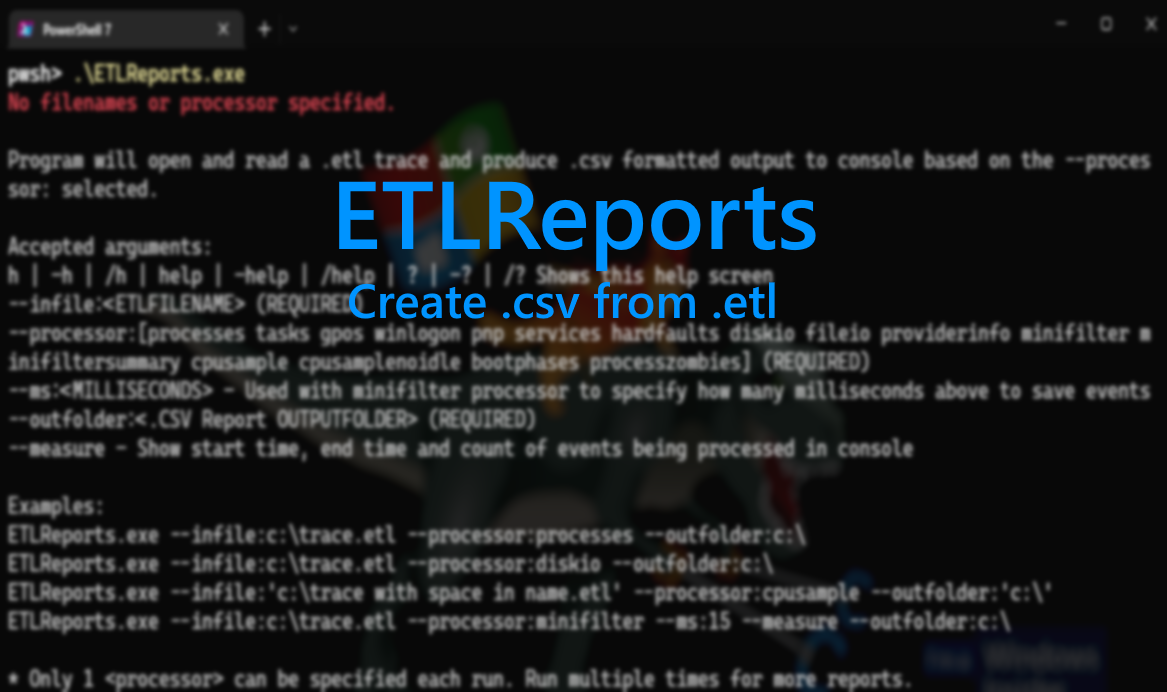 PowerShell 7
pwsh> .\ETLReports.exe
No filenames or processor specified.
Program will open and read a .etl trace and produce .csv formatted output to console based on the --proces
sor: selected.
ETLReports
Accepted arguments:
h | -h | /h | help | -help | /help | ? | -? | /? Shows this help screen
--infile:<ETLFILENAME> (REQUIRED)
Create .csv from .etl
--processor:[processes tasks gpos winlogon pnp services hardfaults diskio fileio providerinfo minifilter m
inifiltersummary cpusample cpusamplenoidle bootphases processzombies] (REQUIRED)
--ms:<MILLISECONDS> - Used with minifilter processor to specify how many milliseconds above to save events
--outfolder:<.CSV Report OUTPUTFOLDER> (REQUIRED)
--measure - Show start time, end time and count of events being processed in console
Examples:
ETLReports.exe --infile:c:\trace.etl --processor:processes --outfolder:c:\
ETLReports.exe --infile:c:\trace.etl --processor:diskio --outfolder:c:\
ETLReports.exe --infile:'c:\trace with space in name.etl' --processor:cpusample --outfolder:'c:\'
ETLReports.exe --infile:c:\trace.etl --processor:minifilter --ms:15 --measure --outfolder:c:\
Windows
Insider
* Only 1 <processor> can be specified each run. Run multiple times for more reports.